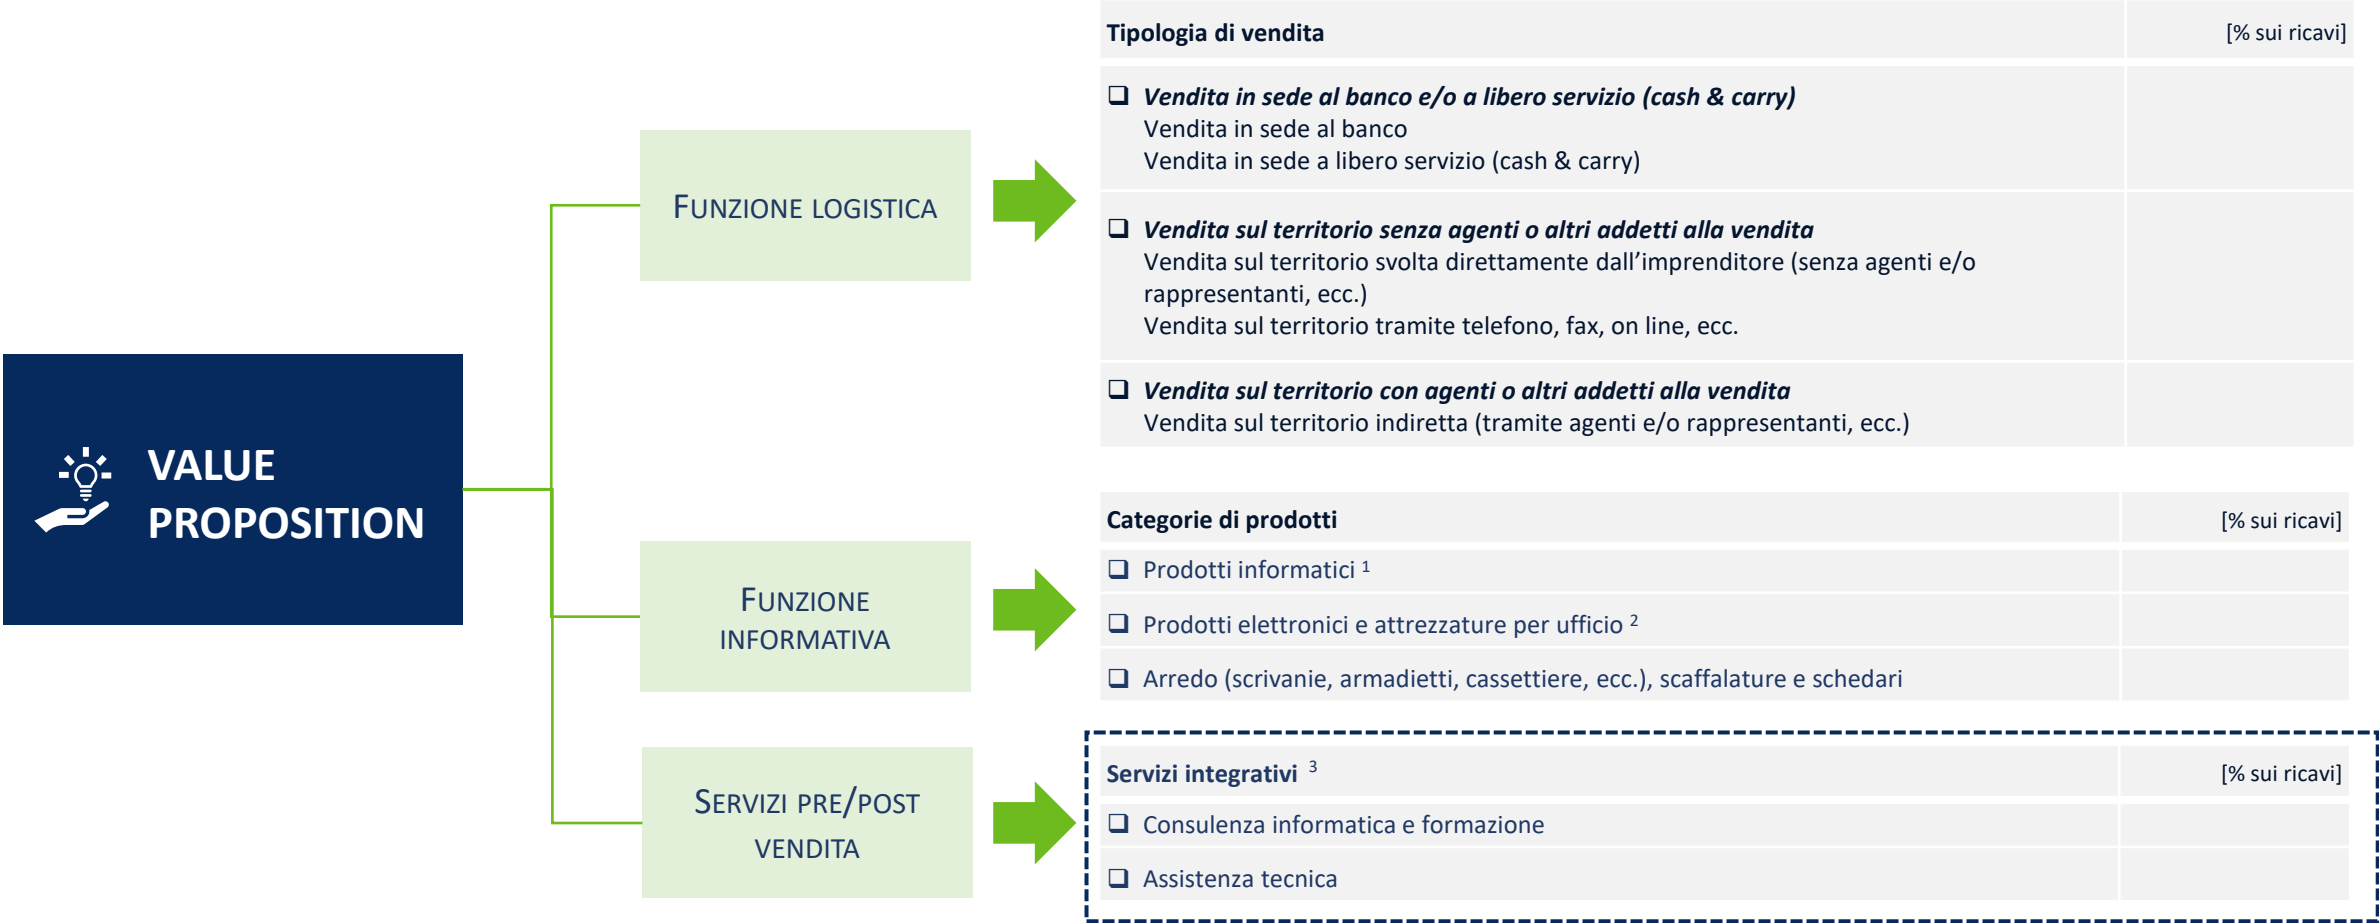 VALUE
PROPOSITION
FUNZIONE LOGISTICA
Tipologia di vendita [% sui ricavi]
❑ Vendita in sede al banco e/o a libero servizio (cash & carry)
Vendita in sede al banco
Vendita in sede a libero servizio (cash & carry)
❑ Vendita sul territorio senza agenti o altri addetti alla vendita
Vendita sul territorio svolta direttamente dall’imprenditore (senza agenti e/o
rappresentanti, ecc.)
Vendita sul territorio tramite telefono, fax, on line, ecc.
❑ Vendita sul territorio con agenti o altri addetti alla vendita
Vendita sul territorio indiretta (tramite agenti e/o rappresentanti, ecc.)
FUNZIONE
INFORMATIVA
Categorie di prodotti [% sui ricavi]
❑ Prodotti informatici 1
❑ Prodotti elettronici e attrezzature per ufficio 2
❑ Arredo (scrivanie, armadietti, cassettiere, ecc.), scaffalature e schedari
SERVIZI PRE/POST
VENDITA
Servizi integrativi 3 [% sui ricavi]
❑ Consulenza informatica e formazione
❑ Assistenza tecnica